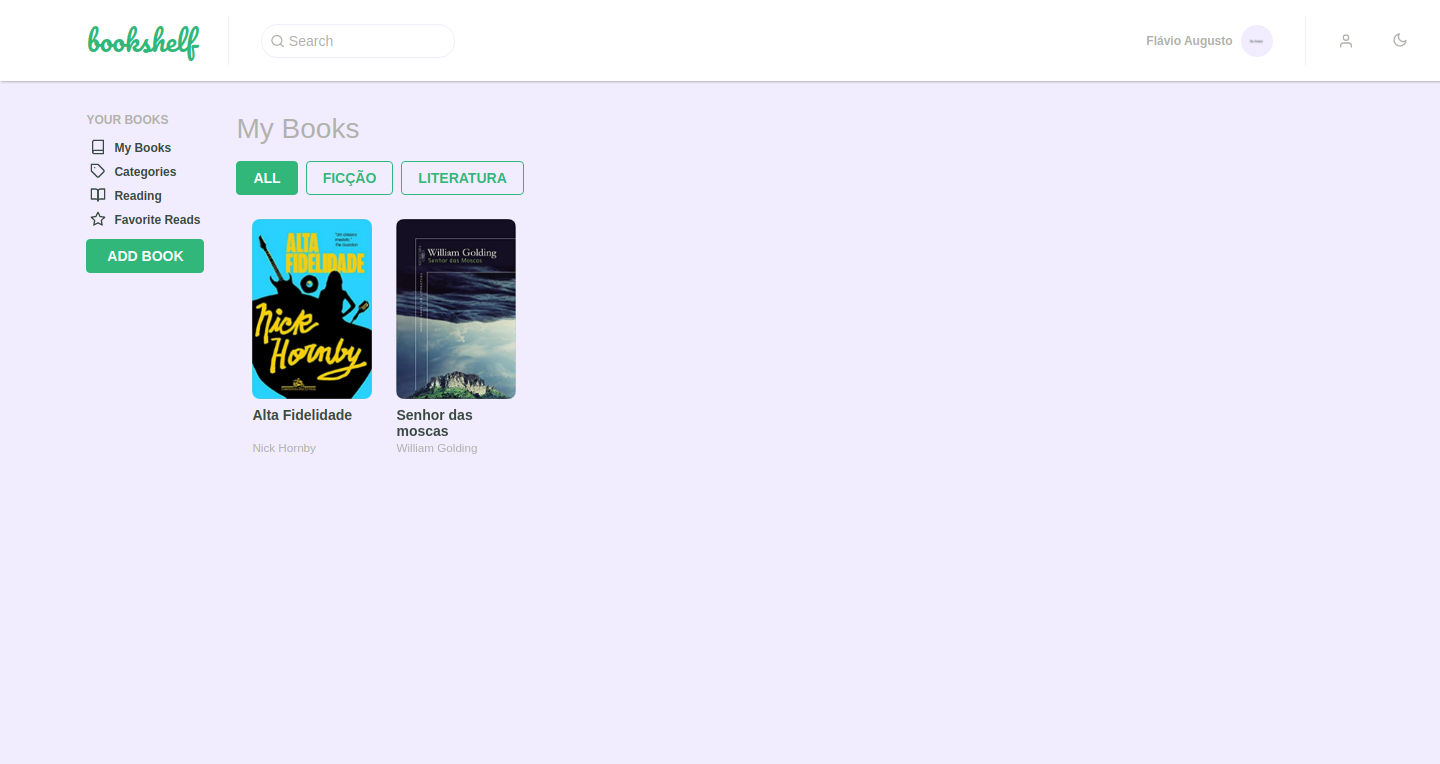 bookshelf
Search
Flávio Augusto
YOUR BOOKS
My Books
Categories
Reading
Favorite Reads
ADD BOOK
My Books
ALL
FICÇÃO
LITERATURA
ALTA
FIDELIDADE
Nick
Hornby
William Golding
Senhor das Moscas
Alta Fidelidade
Nick Hornby
Senhor das
moscas
William Golding